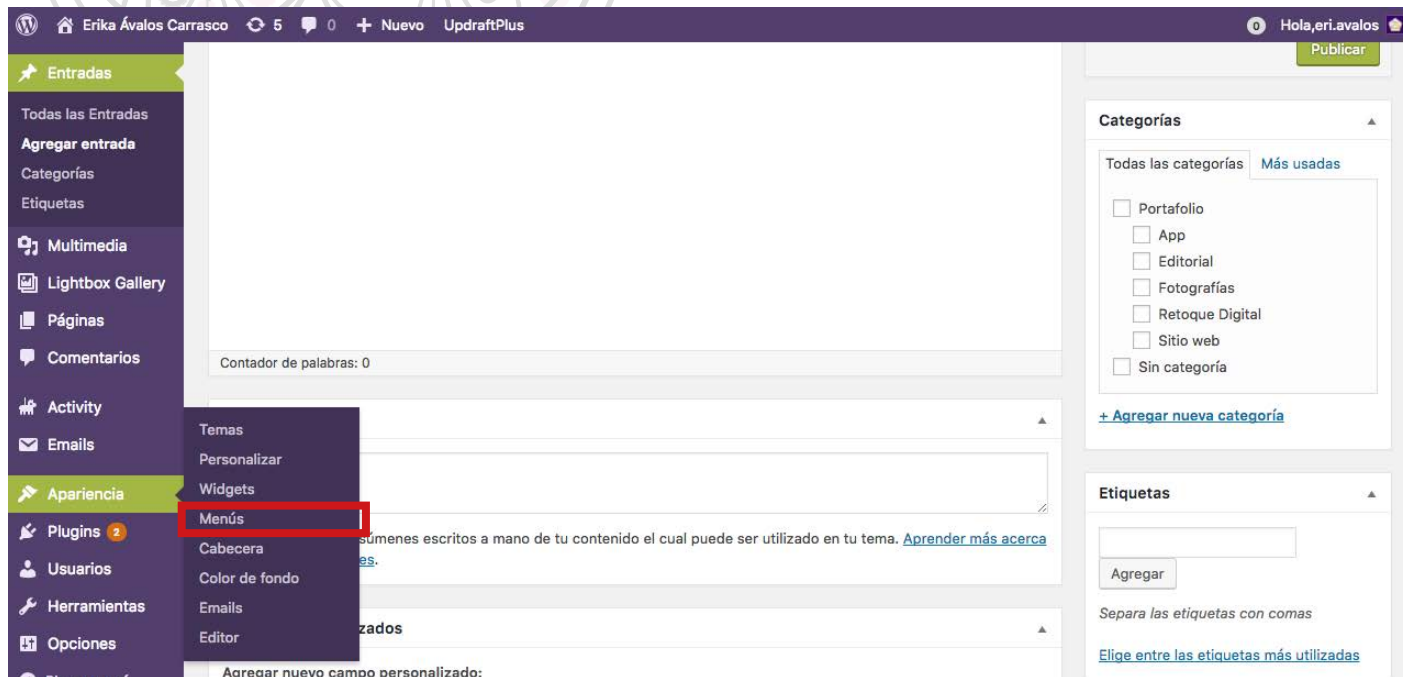 Erika Ávalos Carrasco 5 0 + Nuevo UpdraftPlus 0 Hola,eri.avalos
Entradas
Todas las Entradas
Agregar entrada
Categorías
Etiquetas
Multimedia
Lightbox Gallery
Páginas
Comentarios
Activity
Emails
Apariencia
Plugins 2
Usuarios
Herramientas
Opciones
Temas
Personalizar
Widgets
Menús
Cabecera
Color de fondo
Emails
Editor
Contador de palabras: 0
súmenes escritos a mano de tu contenido el cual puede ser utilizado en tu tema. Aprender más acerca
es.
zados
Agregar nuevo campo personalizado:
Publicar
Categorías
Todas las categorías Más usadas
Portafolio
App
Editorial
Fotografías
Retoque Digital
Sitio web
Sin categoría
+ Agregar nueva categoría
Etiquetas
Agregar
Separa las etiquetas con comas
Elige entre las etiquetas más utilizadas